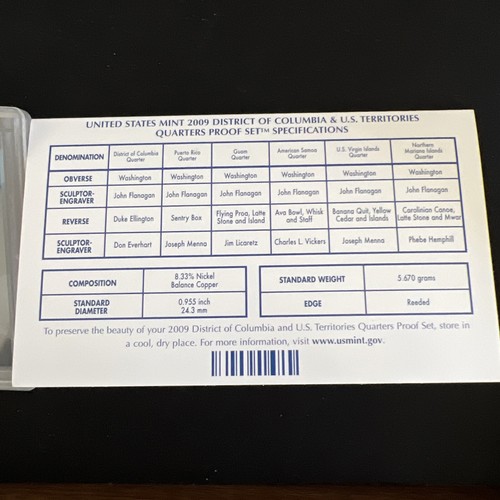 UNITED STATES MINT 2009 DISTRICT OF COLUMBIA & U.S. TERRITORIES
QUARTERS PROOF SET™ SPECIFICATIONS
DENOMINATION District of Columbia Quarter Puerto Rico Quarter Guam Quarter American Samoa Quarter U.S. Virgin Islands Quarter Northern Mariana Islands Quarter
OBVERSE Washington Washington Washington Washington Washington Washington
SCULPTOR-ENGRAVER John Flanagan John Flanagan John Flanagan John Flanagan John Flanagan John Flanagan
REVERSE Duke Ellington Sentry Box Flying Proa, Latte Stone and Island Ava Bowl, Whisk and Staff Banana Quit, Yellow Cedar and Islands Carolinian Canoe, Latte Stone and Mwar
SCULPTOR-ENGRAVER Don Everhart Joseph Menna Jim Licaretz Charles L. Vickers Joseph Menna Phebe Hemphill
COMPOSITION 8.33% Nickel Balance Copper
STANDARD DIAMETER 0.955 inch 24.3 mm
STANDARD WEIGHT 5.670 grams
EDGE Reeded
To preserve the beauty of your 2009 District of Columbia and U.S. Territories Quarters Proof Set, store in
a cool, dry place. For more information, visit www.usmint.gov.